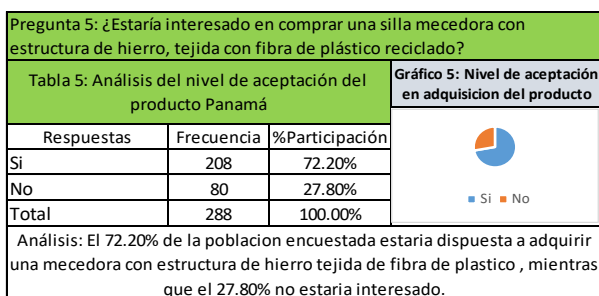 Pregunta 5: ¿Estaría interesado en comprar una silla mecedora con
estructura de hierro, tejida con fibra de plástico reciclado?
Tabla 5: Análisis del nivel de aceptación del
producto Panamá
Gráfico 5: Nivel de aceptación
en adquisicion del producto
Respuestas Frecuencia %Participación
Si 208 72.20%
No 80 27.80%
Total 288 100.00%
Si No
Análisis: El 72.20% de la poblacion encuestada estaria dispuesta a adquirir
una mecedora con estructura de hierro tejida de fibra de plastico , mientras
que el 27.80% no estaria interesado.